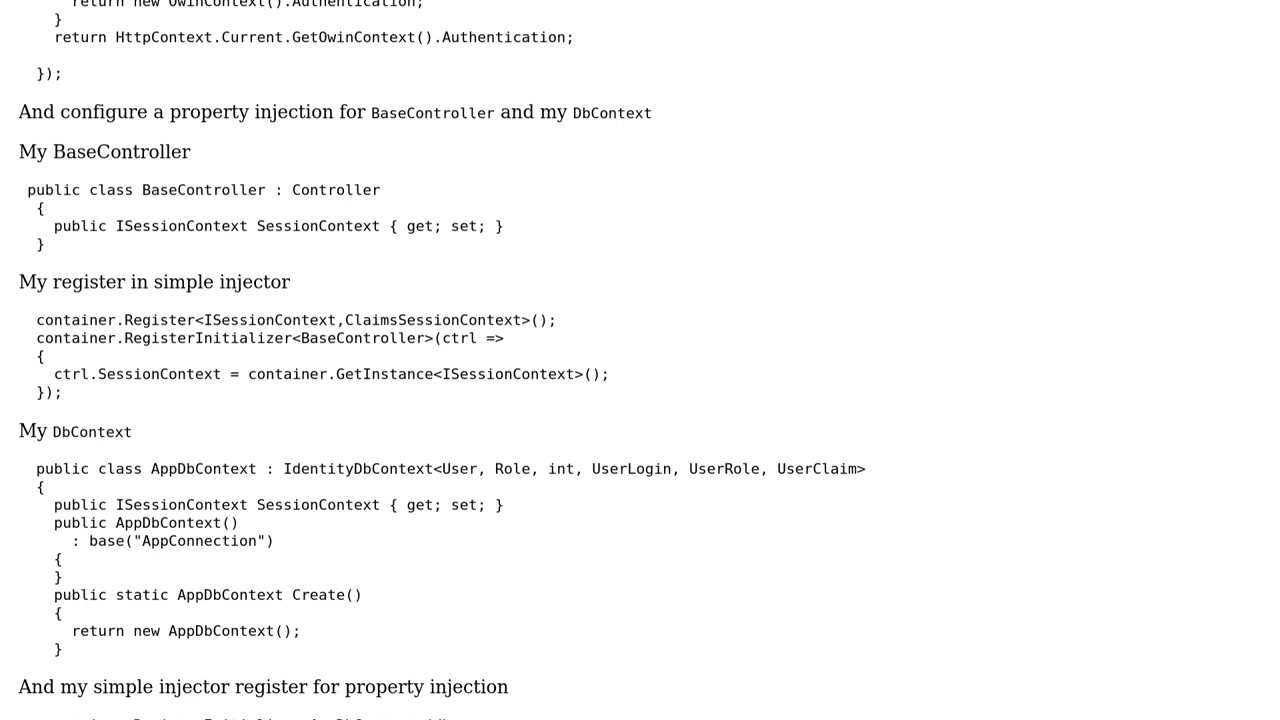 return new OwinContext().Authentication;
}
return HttpContext.Current.GetOwinContext().Authentication;
});
And configure a property injection for BaseController and my DbContext
My BaseController
public class BaseController : Controller
{
public ISessionContext SessionContext { get; set; }
}
My register in simple injector
container.Register<ISessionContext,ClaimsSessionContext>();
container.RegisterInitializer<BaseController>(ctrl =>
{
ctrl.SessionContext = container.GetInstance<ISessionContext>();
});
My DbContext
public class AppDbContext : IdentityDbContext<User, Role, int, UserLogin, UserRole, UserClaim>
{
public ISessionContext SessionContext { get; set; }
public AppDbContext()
: base("AppConnection")
{
}
public static AppDbContext Create()
{
return new AppDbContext();
}
And my simple injector register for property injection